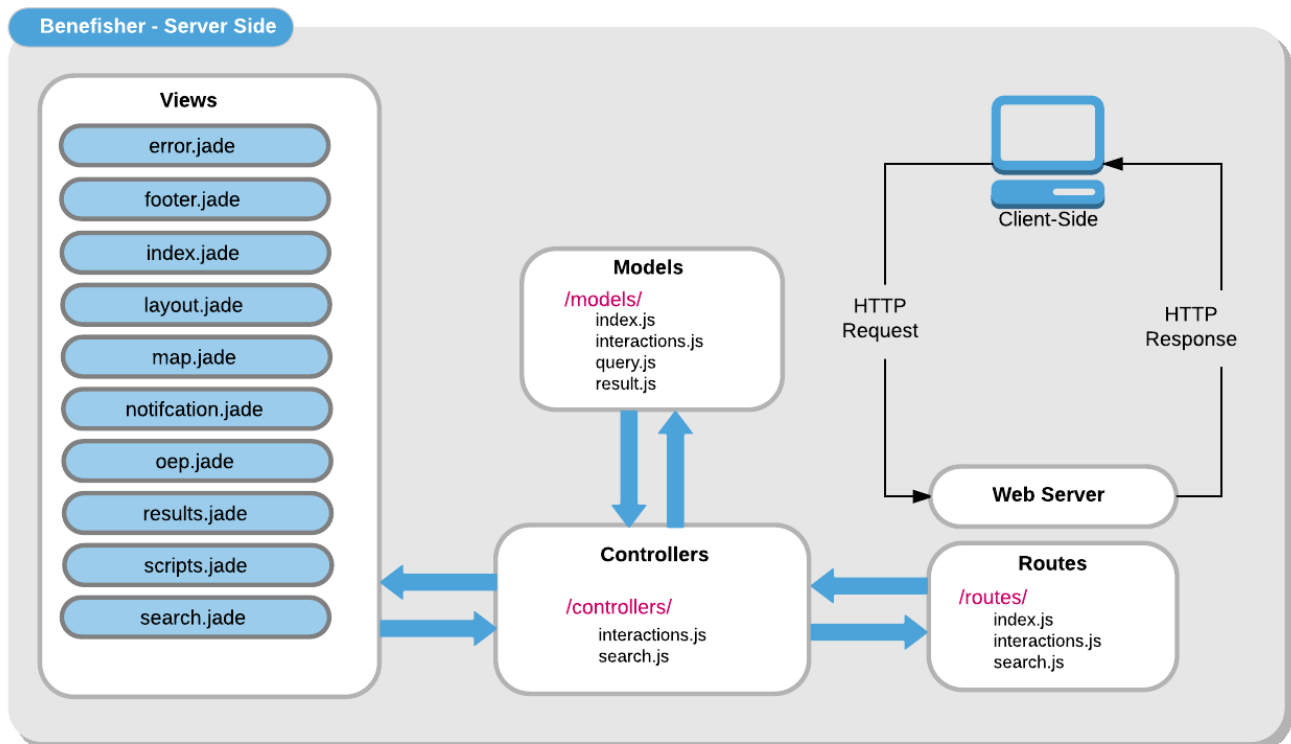 Benefisher - Server Side
Views
error.jade
footer.jade
index.jade
layout.jade
map.jade
notifcation.jade
oep.jade
results.jade
scripts.jade
search.jade
Models
/models/
index.js
interactions.js
query.js
result.js
Controllers
/controllers/
interactions.js
search.js
Client-Side
HTTP
Request
HTTP
Response
Web Server
Routes
/routes/
index.js
interactions.js
search.js